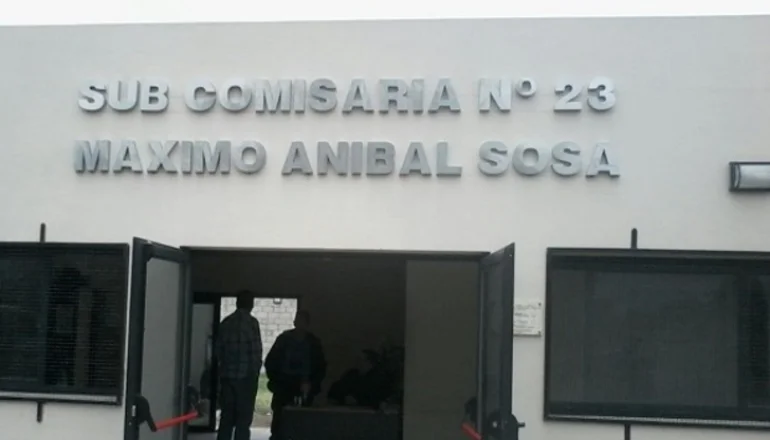 SUB COMISARIA Nº 23
MAXIMO ANIBAL SOSA